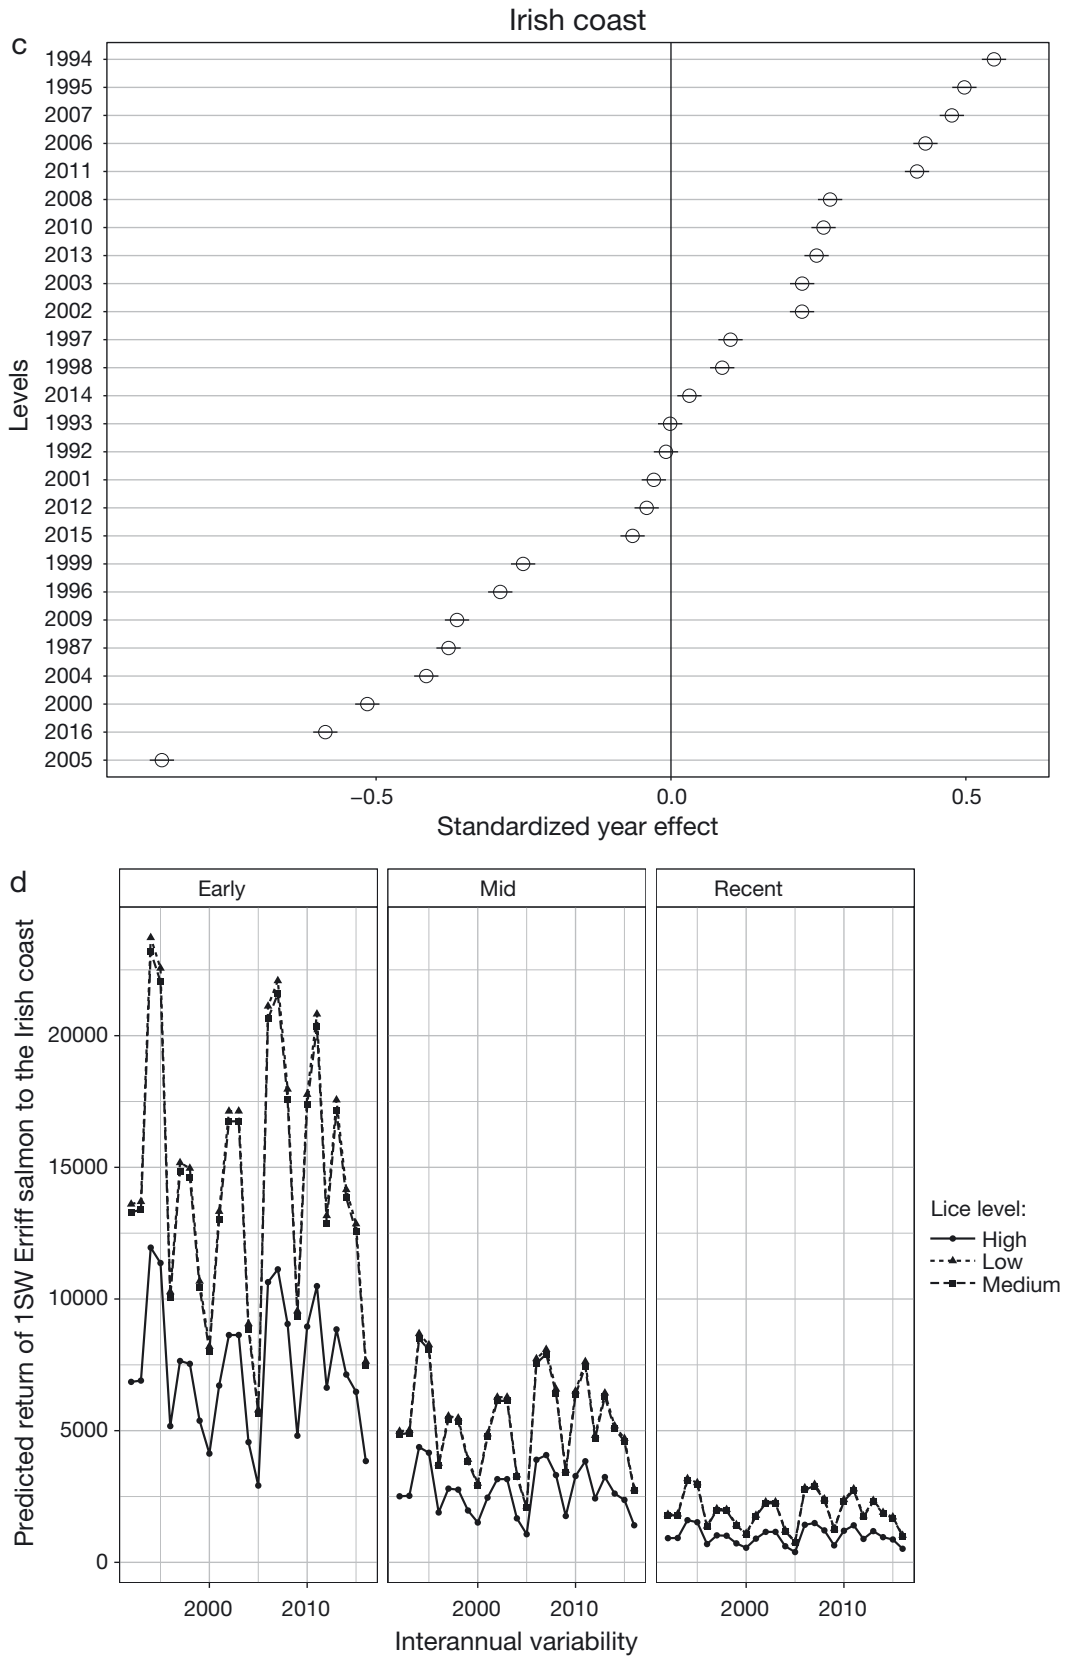 c
Irish coast
1994
1995
2007
2006
2011
2008
2010
2013
2003
2002
1997
1998
2014
1993
1992
2001
2012
2015
1999
1996
2009
1987
2004
2000
2016
2005
Levels
−0.5
0.0
0.5
Standardized year effect
d
Early
Mid
Recent
Predicted return of 1SW Erriff salmon to the Irish coast
20000
15000
10000
5000
0
2000
2010
2000
2010
2000
2010
Interannual variability
Lice level:
High
Low
Medium